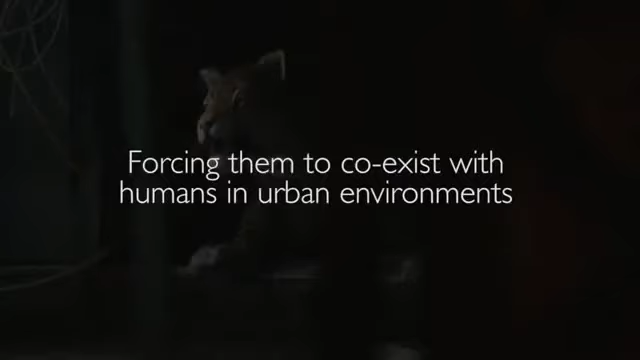 Forcing them to co-exist with
humans in urban environments